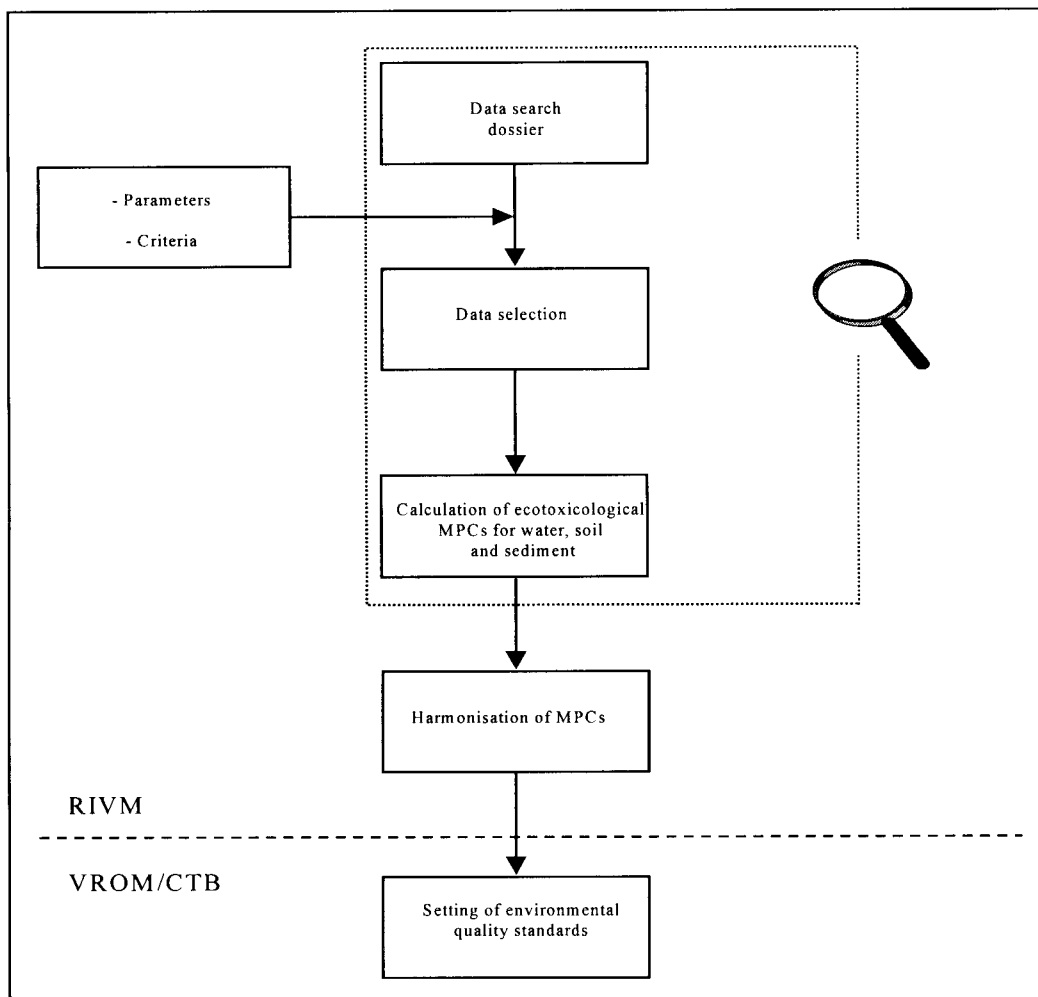 Data search
dossier
- Parameters
- Criteria
Data selection
Calculation of ecotoxicological
MPCs for water, soil
and sediment
Harmonisation of MPCs
RIVM
VROM/CTB
Setting of environmental
quality standards